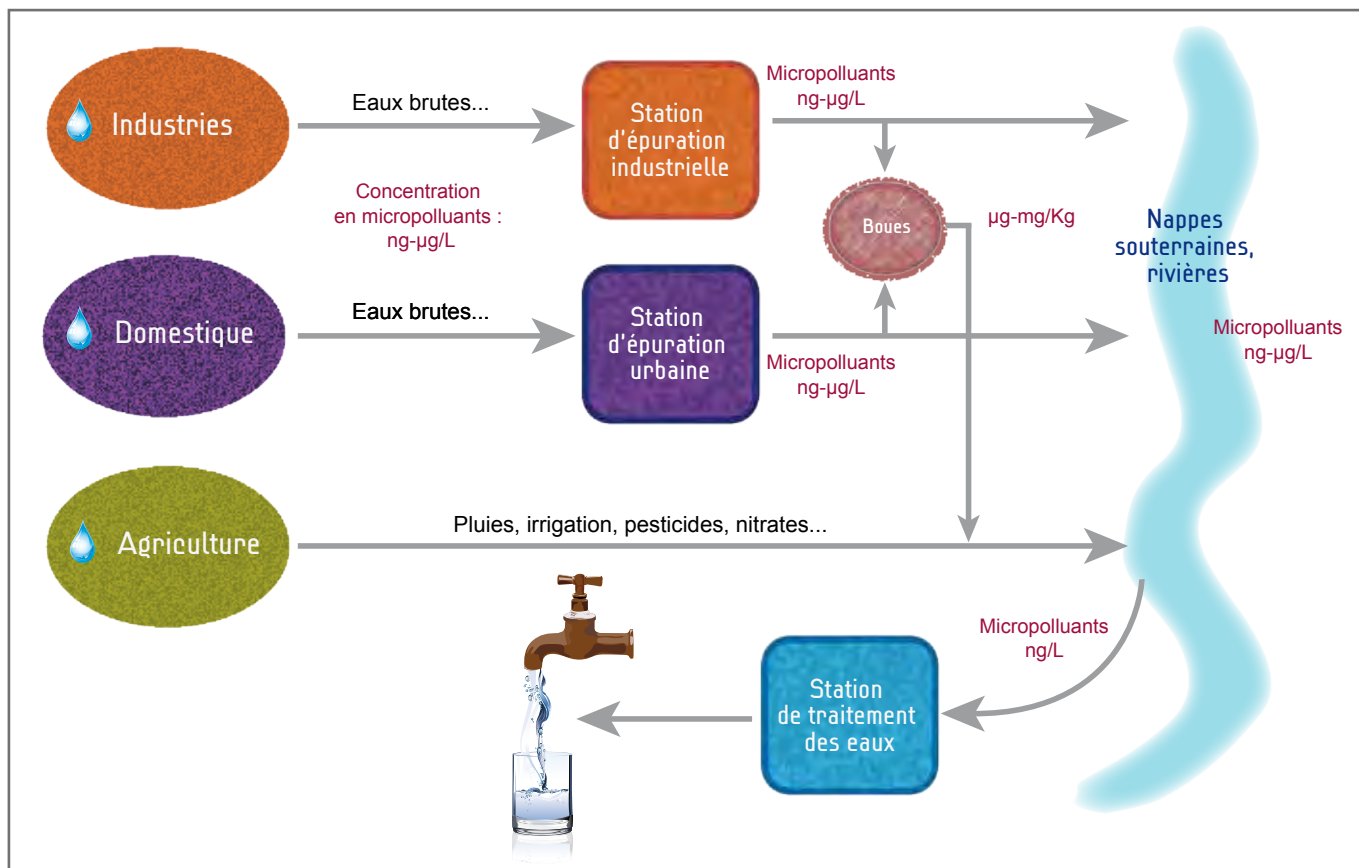 Industries
Eaux brutes...
Station
d'épuration
industrielle
Micropolluants
ng-µg/L
Concentration
en micropolluants :
ng-µg/L
Boues
µg-mg/Kg
Nappes
souterraines,
rivières
Domestique
Eaux brutes...
Station
d'épuration
urbaine
Micropolluants
ng-µg/L
Micropolluants
ng-µg/L
Agriculture
Pluies, irrigation, pesticides, nitrates...
Micropolluants
ng/L
Station
de traitement
des eaux